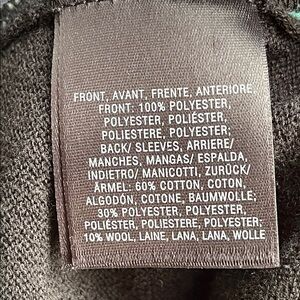 FRONT, AVANT, FRENTE, ANTERIORE,
FRONT: 100% POLYESTER,
POLYESTER, POLIÉSTER,
POLIESTERE, POLYESTER;
BACK/ SLEEVES, ARRIERE/
MANCHES, MANGAS/ ESPALDA,
INDIETRO/ MANICOTTI, ZURÜCK/
ÄRMEL: 60% COTTON, COTON,
ALGODÓN, COTONE, BAUMWOLLE;
30% POLYESTER, POLYESTER,
POLIÉSTER, POLIESTERE, POLYESTER;
10% WOOL, LAINE, LANA, LANA, WOLLE